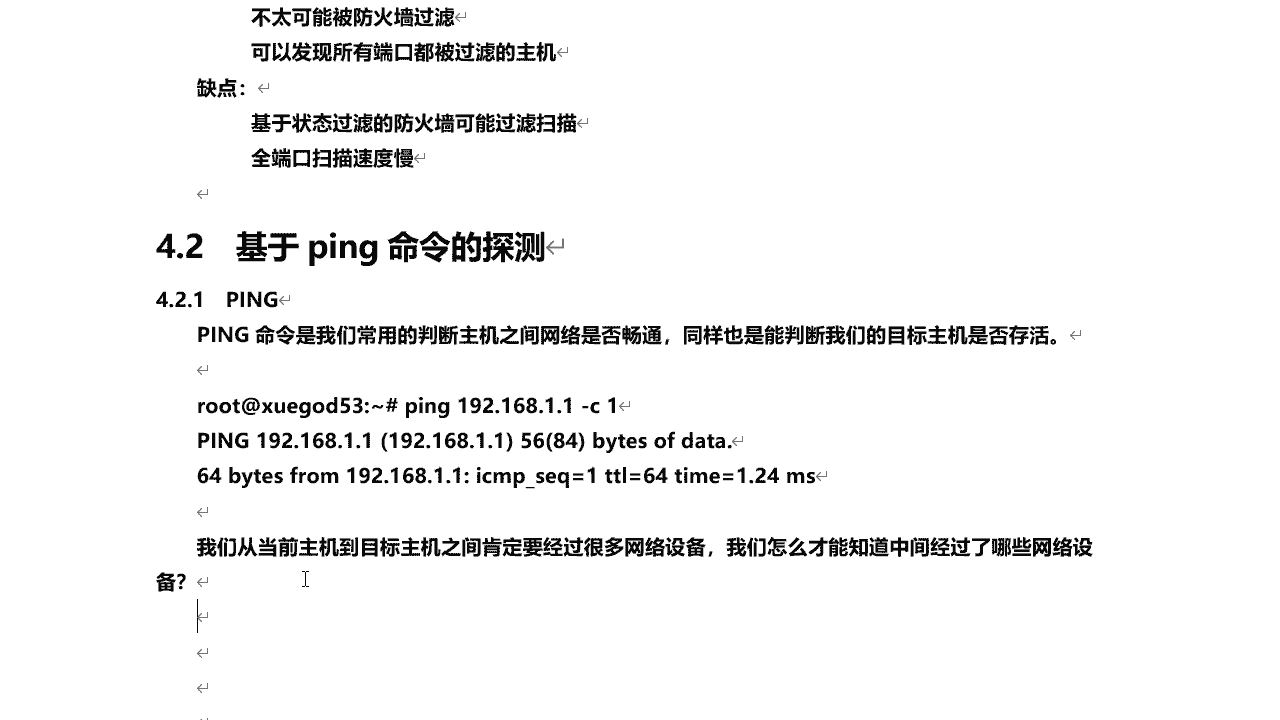 不太可能被防火墙过滤
可以发现所有端口都被过滤的主机
缺点：
基于状态过滤的防火墙可能过滤扫描
全端口扫描速度慢
4.2 基于 ping 命令的探测
4.2.1 PING
PING 命令是我们常用的判断主机之间网络是否畅通，同样也是能判断我们的目标主机是否存活。
root@xuegod53:~# ping 192.168.1.1 -c 1
PING 192.168.1.1 (192.168.1.1) 56(84) bytes of data.
64 bytes from 192.168.1.1: icmp_seq=1 ttl=64 time=1.24 ms
我们从当前主机到目标主机之间肯定要经过很多网络设备，我们怎么才能知道中间经过了哪些网络设
备？